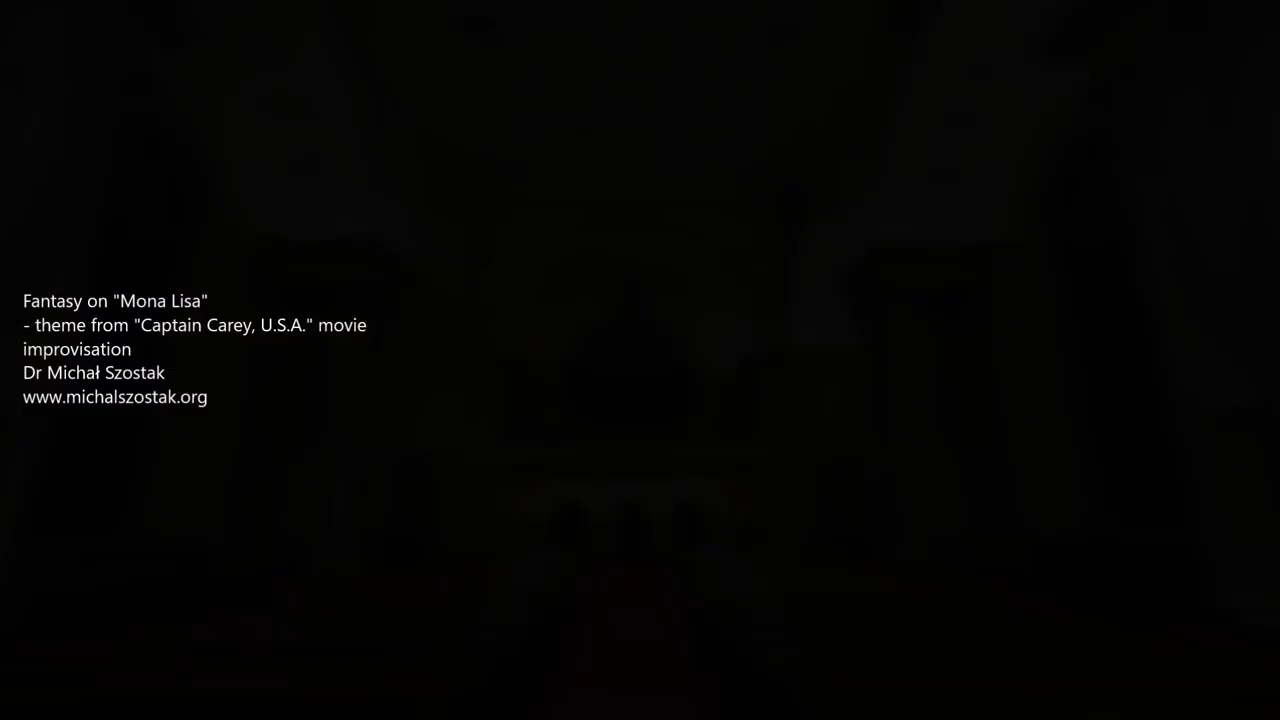 Fantasy on "Mona Lisa"
- theme from "Captain Carey, U.S.A." movie
improvisation
Dr Michał Szostak
www.michalszostak.org